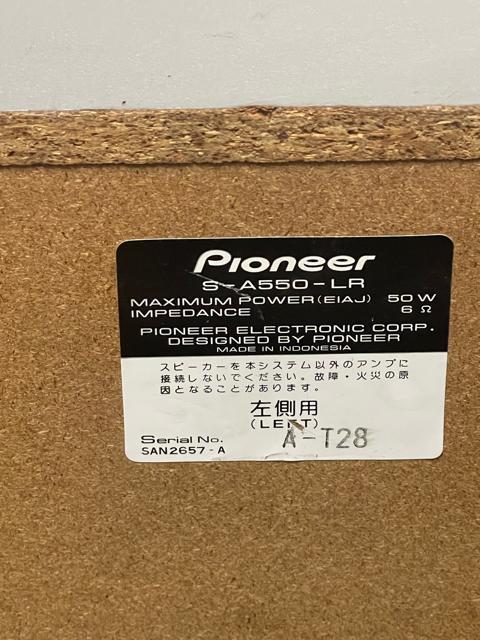 Pioneer
S-A550-LR
MAXIMUM POWER(EIAJ) 50W
IMPEDANCE 6Ω
PIONEER ELECTRONIC CORP.
DESIGNED BY PIONEER
MADE IN INDONESIA
スピーカーを本システム以外のアンプに
接続しないでください。故障・火災の原
因となることがあります。
左側用
(LEFT)
A-T28
Serial No.
SAN2657-A